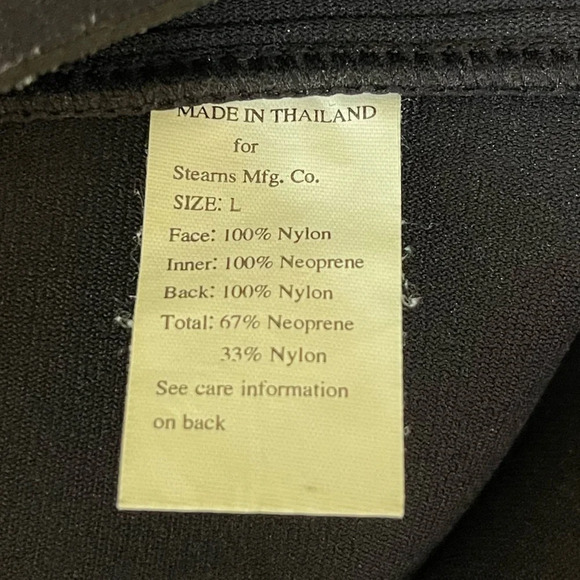 MADE IN THAILAND
for
Stearns Mfg. Co.
SIZE: L
Face: 100% Nylon
Inner: 100% Neoprene
Back: 100% Nylon
Total: 67% Neoprene
33% Nylon
See care information
on back